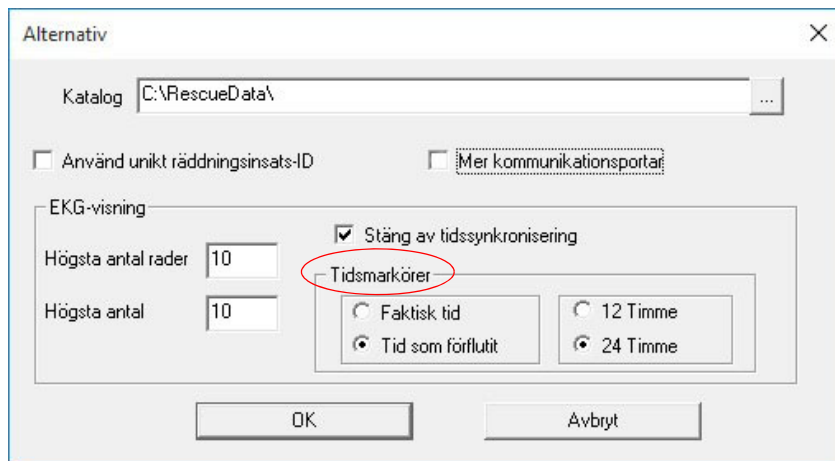 Alternativ
Katalog C:\RescueData\ ...
Använd unikt räddningsinsats-ID Mer kommunikationsportar
EKG-visning
Stäng av tidssynkronisering
Högsta antal rader 10
Tidsmarkörer
Högsta antal 10
Faktisk tid 12 Timme
Tid som förflutit 24 Timme
OK Avbryt